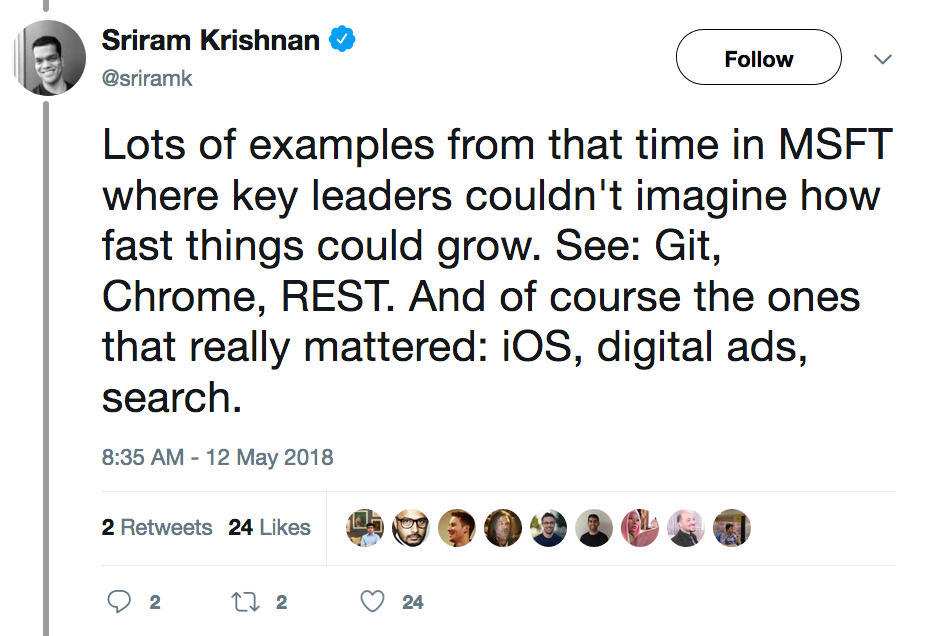 Sriram Krishnan
@sriramk
Follow
Lots of examples from that time in MSFT
where key leaders couldn't imagine how
fast things could grow. See: Git,
Chrome, REST. And of course the ones
that really mattered: iOS, digital ads,
search.
8:35 AM - 12 May 2018
2 Retweets 24 Likes
2 2 24